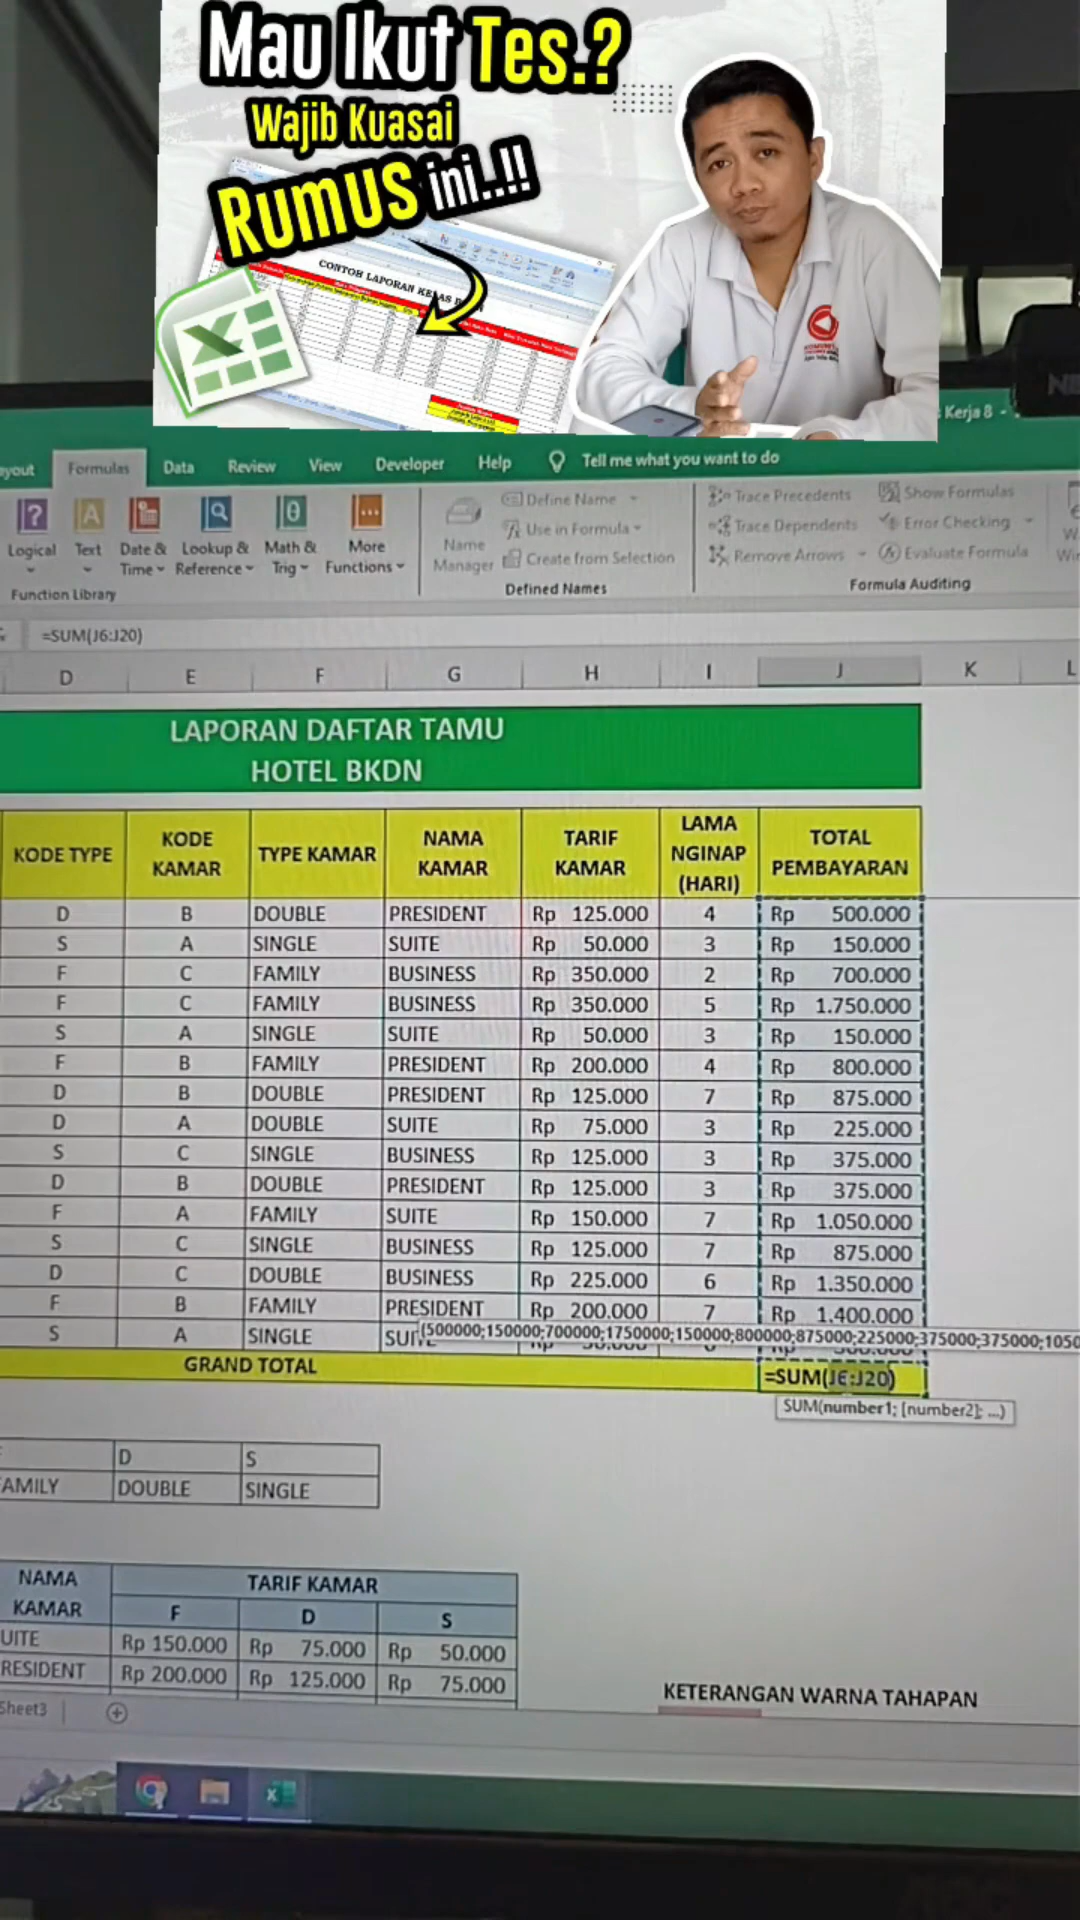 Mau Ikut Tes.?
Wajib Kuasai
Rumus ini..!!
CONTOH LAPORAN KELAS
Kerja 8 -
Formulas Data Review View Developer Help Tell me what you want to do
Logical Text Date & Time Lookup & Reference Math & Trig More Functions
Function Library
Name Manager
Define Name
Use in Formula
Create from Selection
Defined Names
Trace Precedents Show Formulas
Trace Dependents Error Checking
Remove Arrows Evaluate Formula
Formula Auditing
=SUM(J6:J20)
D E F G H I J K L
LAPORAN DAFTAR TAMU
HOTEL BKDN
KODE TYPE KODE KAMAR TYPE KAMAR NAMA KAMAR TARIF KAMAR LAMA NGINAP (HARI) TOTAL PEMBAYARAN
D B DOUBLE PRESIDENT Rp 125.000 4 Rp 500.000
S A SINGLE SUITE Rp 50.000 3 Rp 150.000
F C FAMILY BUSINESS Rp 350.000 2 Rp 700.000
F C FAMILY BUSINESS Rp 350.000 5 Rp 1.750.000
S A SINGLE SUITE Rp 50.000 3 Rp 150.000
F B FAMILY PRESIDENT Rp 200.000 4 Rp 800.000
D B DOUBLE PRESIDENT Rp 125.000 7 Rp 875.000
D A DOUBLE SUITE Rp 75.000 3 Rp 225.000
S C SINGLE BUSINESS Rp 125.000 3 Rp 375.000
D B DOUBLE PRESIDENT Rp 125.000 3 Rp 375.000
F A FAMILY SUITE Rp 150.000 7 Rp 1.050.000
S C SINGLE BUSINESS Rp 125.000 7 Rp 875.000
D C DOUBLE BUSINESS Rp 225.000 6 Rp 1.350.000
F B FAMILY PRESIDENT Rp 200.000 7 Rp 1.400.000
S A SINGLE
(500000;150000;700000;1750000;150000;800000;875000;225000;375000;375000;1050
GRAND TOTAL =SUM(J6:J20)
SUM(number1; [number2]; ...)
D S
AMILY DOUBLE SINGLE
NAMA KAMAR TARIF KAMAR
F D S
UITE Rp 150.000 Rp 75.000 Rp 50.000
RESIDENT Rp 200.000 Rp 125.000 Rp 75.000
KETERANGAN WARNA TAHAPAN
Sheet3